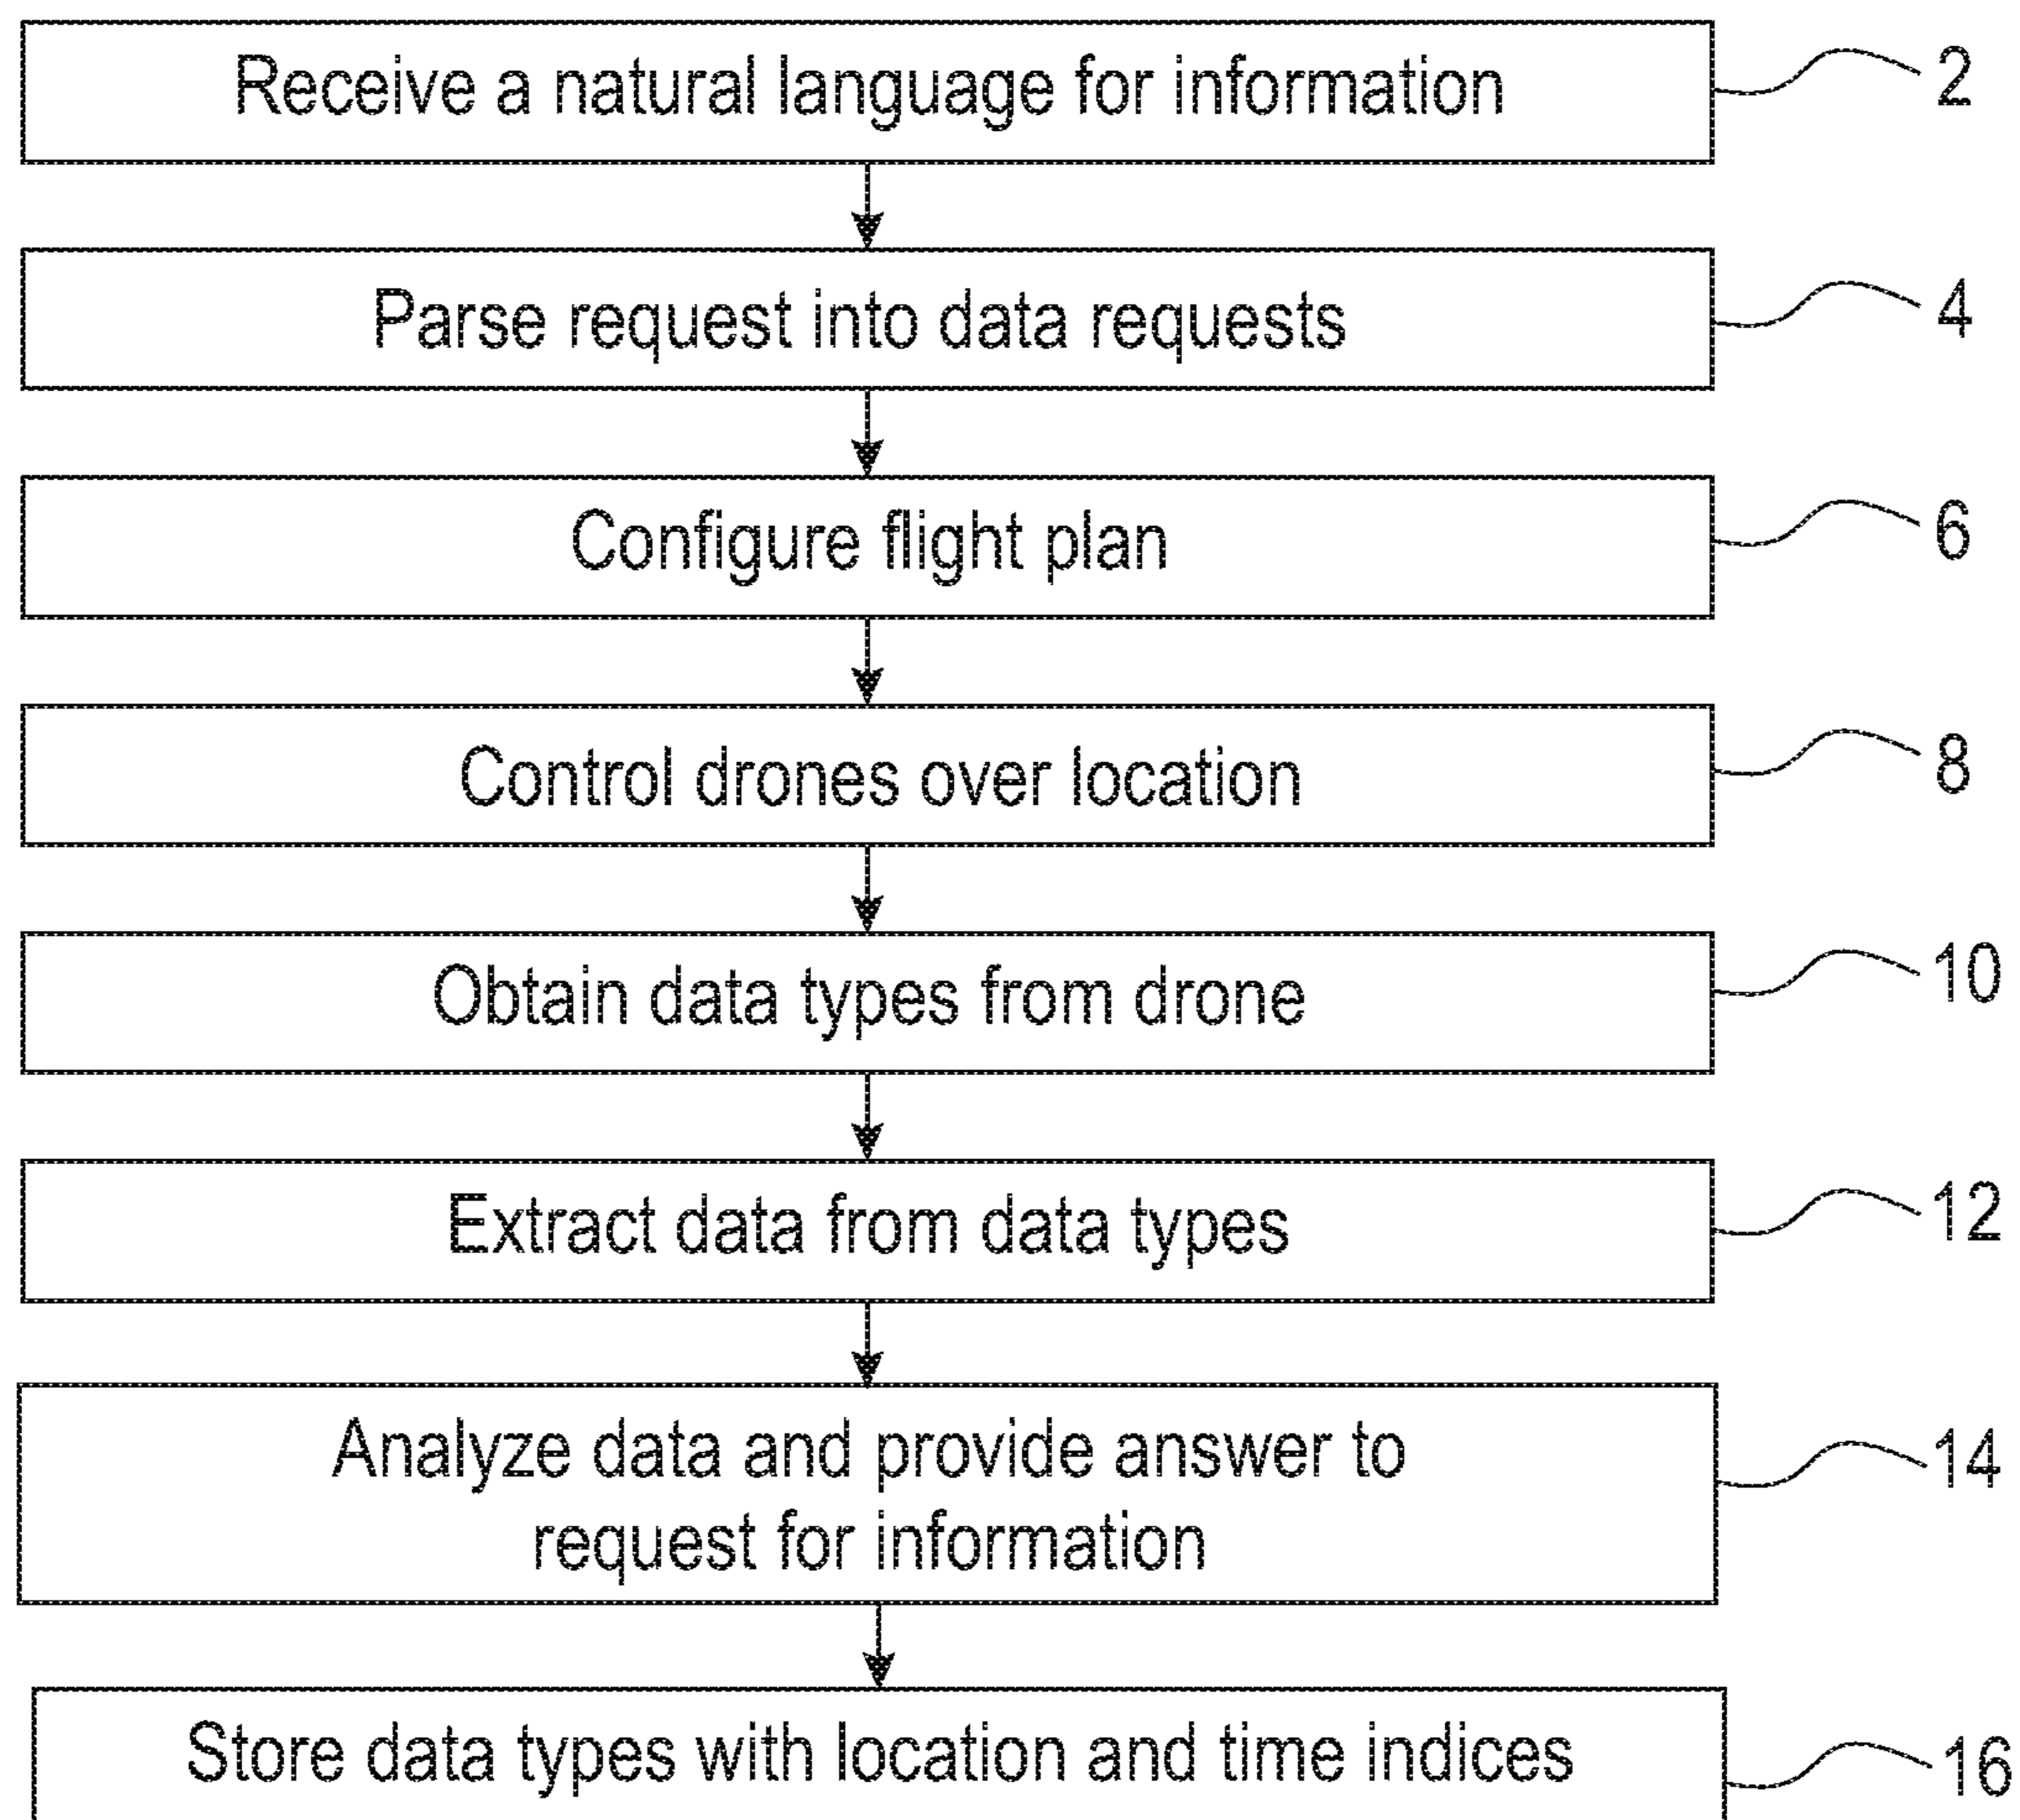 Receive a natural language for information 2
Parse request into data requests 4
Configure flight plan 6
Control drones over location 8
Obtain data types from drone 10
Extract data from data types 12
Analyze data and provide answer to
request for information 14
Store data types with location and time indices 16